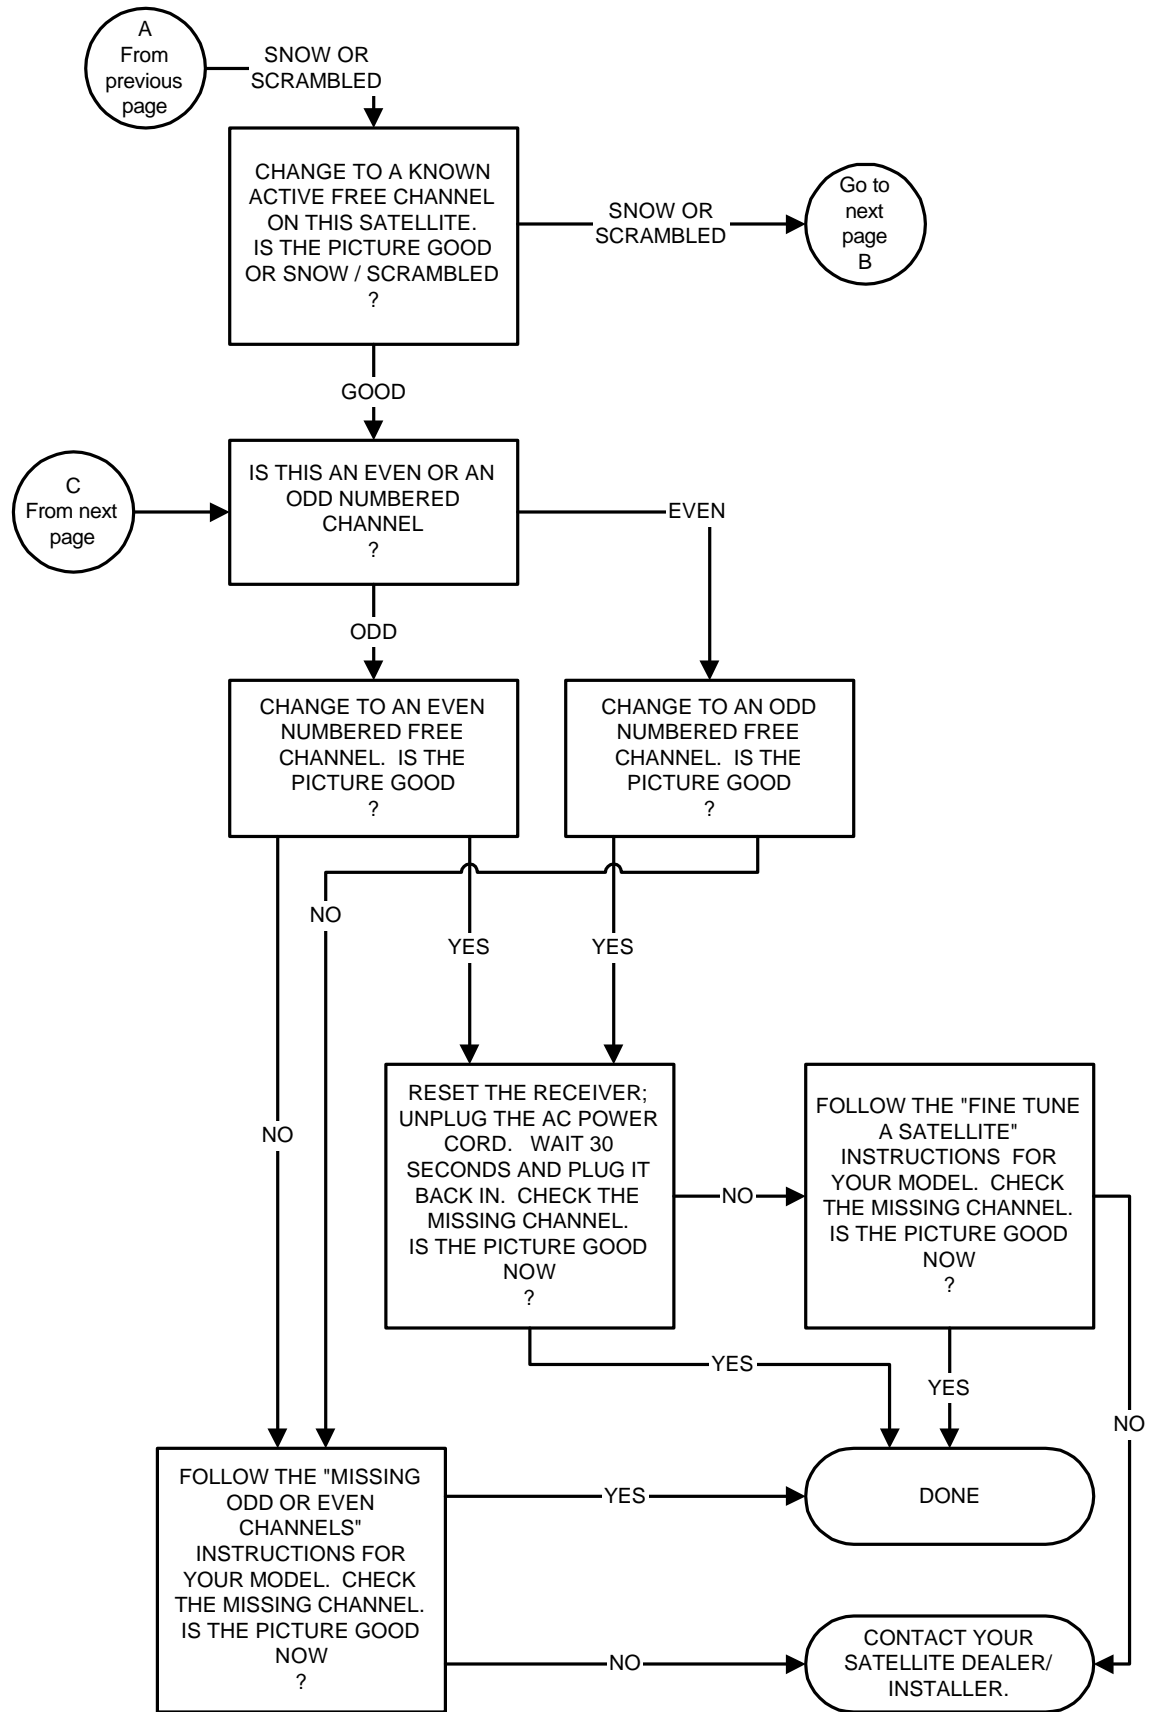 A
From
previous
page
SNOW OR
SCRAMBLED
CHANGE TO A KNOWN
ACTIVE FREE CHANNEL
ON THIS SATELLITE.
IS THE PICTURE GOOD
OR SNOW / SCRAMBLED
?
SNOW OR
SCRAMBLED
Go to
next
page
B
GOOD
C
From next
page
IS THIS AN EVEN OR AN
ODD NUMBERED
CHANNEL
?
EVEN
ODD
CHANGE TO AN EVEN
NUMBERED FREE
CHANNEL. IS THE
PICTURE GOOD
?
CHANGE TO AN ODD
NUMBERED FREE
CHANNEL. IS THE
PICTURE GOOD
?
NO
YES
YES
NO
RESET THE RECEIVER;
UNPLUG THE AC POWER
CORD. WAIT 30
SECONDS AND PLUG IT
BACK IN. CHECK THE
MISSING CHANNEL.
IS THE PICTURE GOOD
NOW
?
NO
FOLLOW THE "FINE TUNE
A SATELLITE"
INSTRUCTIONS FOR
YOUR MODEL. CHECK
THE MISSING CHANNEL.
IS THE PICTURE GOOD
NOW
?
YES
YES
NO
FOLLOW THE "MISSING
ODD OR EVEN
CHANNELS"
INSTRUCTIONS FOR
YOUR MODEL. CHECK
THE MISSING CHANNEL.
IS THE PICTURE GOOD
NOW
?
YES
DONE
NO
CONTACT YOUR
SATELLITE DEALER/
INSTALLER.